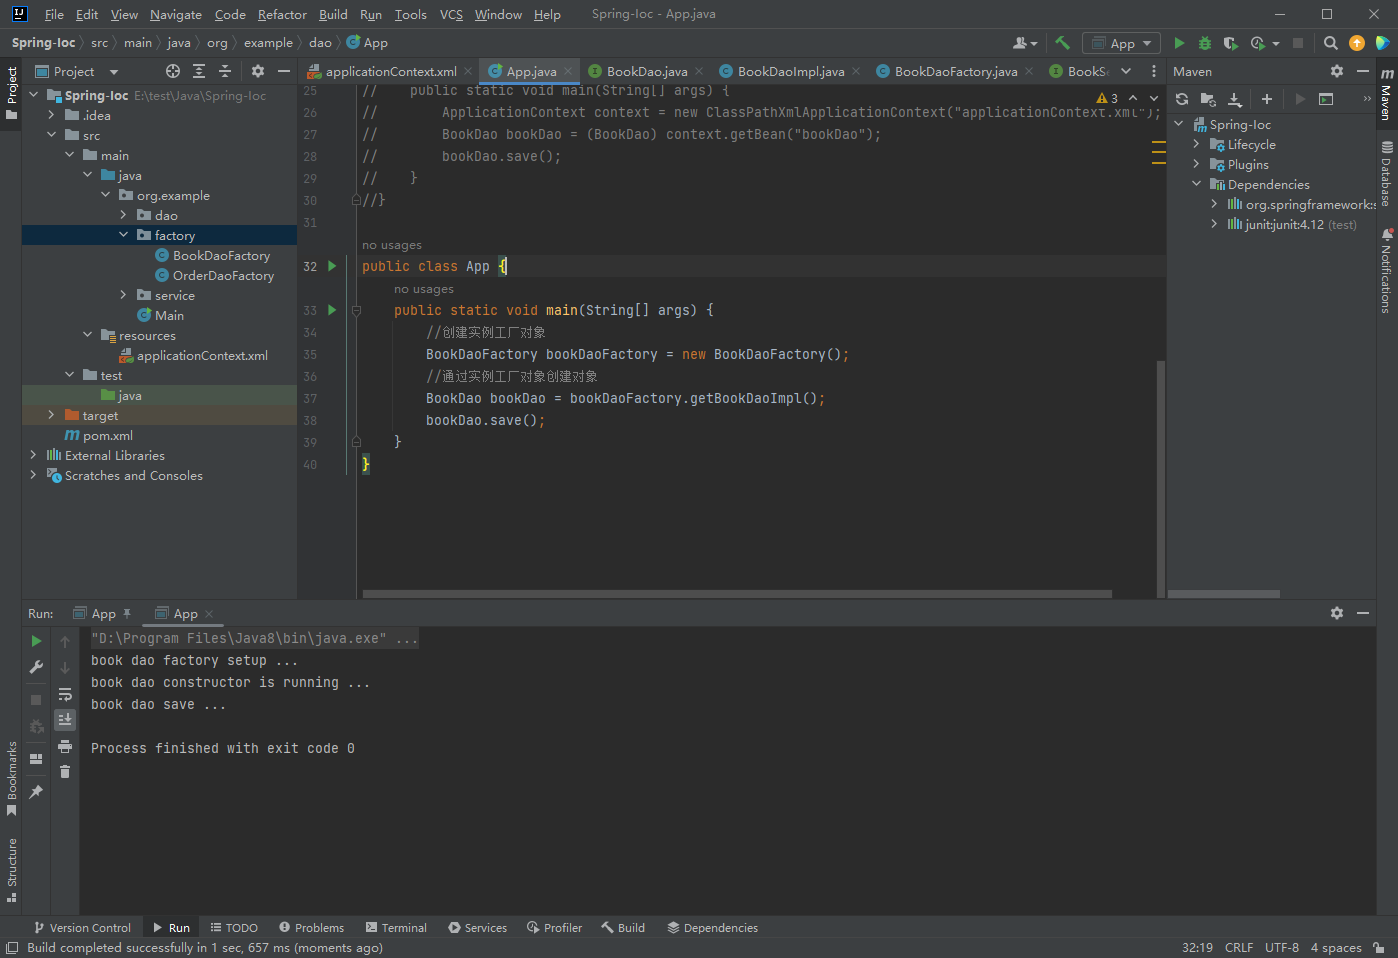 File Edit View Navigate Code Refactor Build Run Tools VCS Window Help Spring-Ioc - App.java
Spring-Ioc src main java org example dao App
App
Project
applicationContext.xml App.java BookDao.java BookDaoImpl.java BookDaoFactory.java BookS
Maven
Spring-Ioc E:\test\Java\Spring-Ioc
.idea
src
main
java
org.example
dao
factory
BookDaoFactory
OrderDaoFactory
service
Main
resources
applicationContext.xml
test
java
target
pom.xml
External Libraries
Scratches and Consoles
25 // public static void main(String[] args) {
26 // ApplicationContext context = new ClassPathXmlApplicationContext("applicationContext.xml");
27 // BookDao bookDao = (BookDao) context.getBean("bookDao");
28 // bookDao.save();
29 // }
30 //}
31
no usages
32 public class App {
no usages
33 public static void main(String[] args) {
34 //创建实例工厂对象
35 BookDaoFactory bookDaoFactory = new BookDaoFactory();
36 //通过实例工厂对象创建对象
37 BookDao bookDao = bookDaoFactory.getBookDaoImpl();
38 bookDao.save();
39 }
40 }
3
Spring-Ioc
Lifecycle
Plugins
Dependencies
org.springframework:s
junit:junit:4.12 (test)
Project
Bookmarks
Structure
Maven
Database
Notifications
Run: App App
"D:\Program Files\Java8\bin\java.exe" ...
book dao factory setup ...
book dao constructor is running ...
book dao save ...
Process finished with exit code 0
Version Control Run TODO Problems Terminal Services Profiler Build Dependencies
Build completed successfully in 1 sec, 657 ms (moments ago) 32:19 CRLF UTF-8 4 spaces